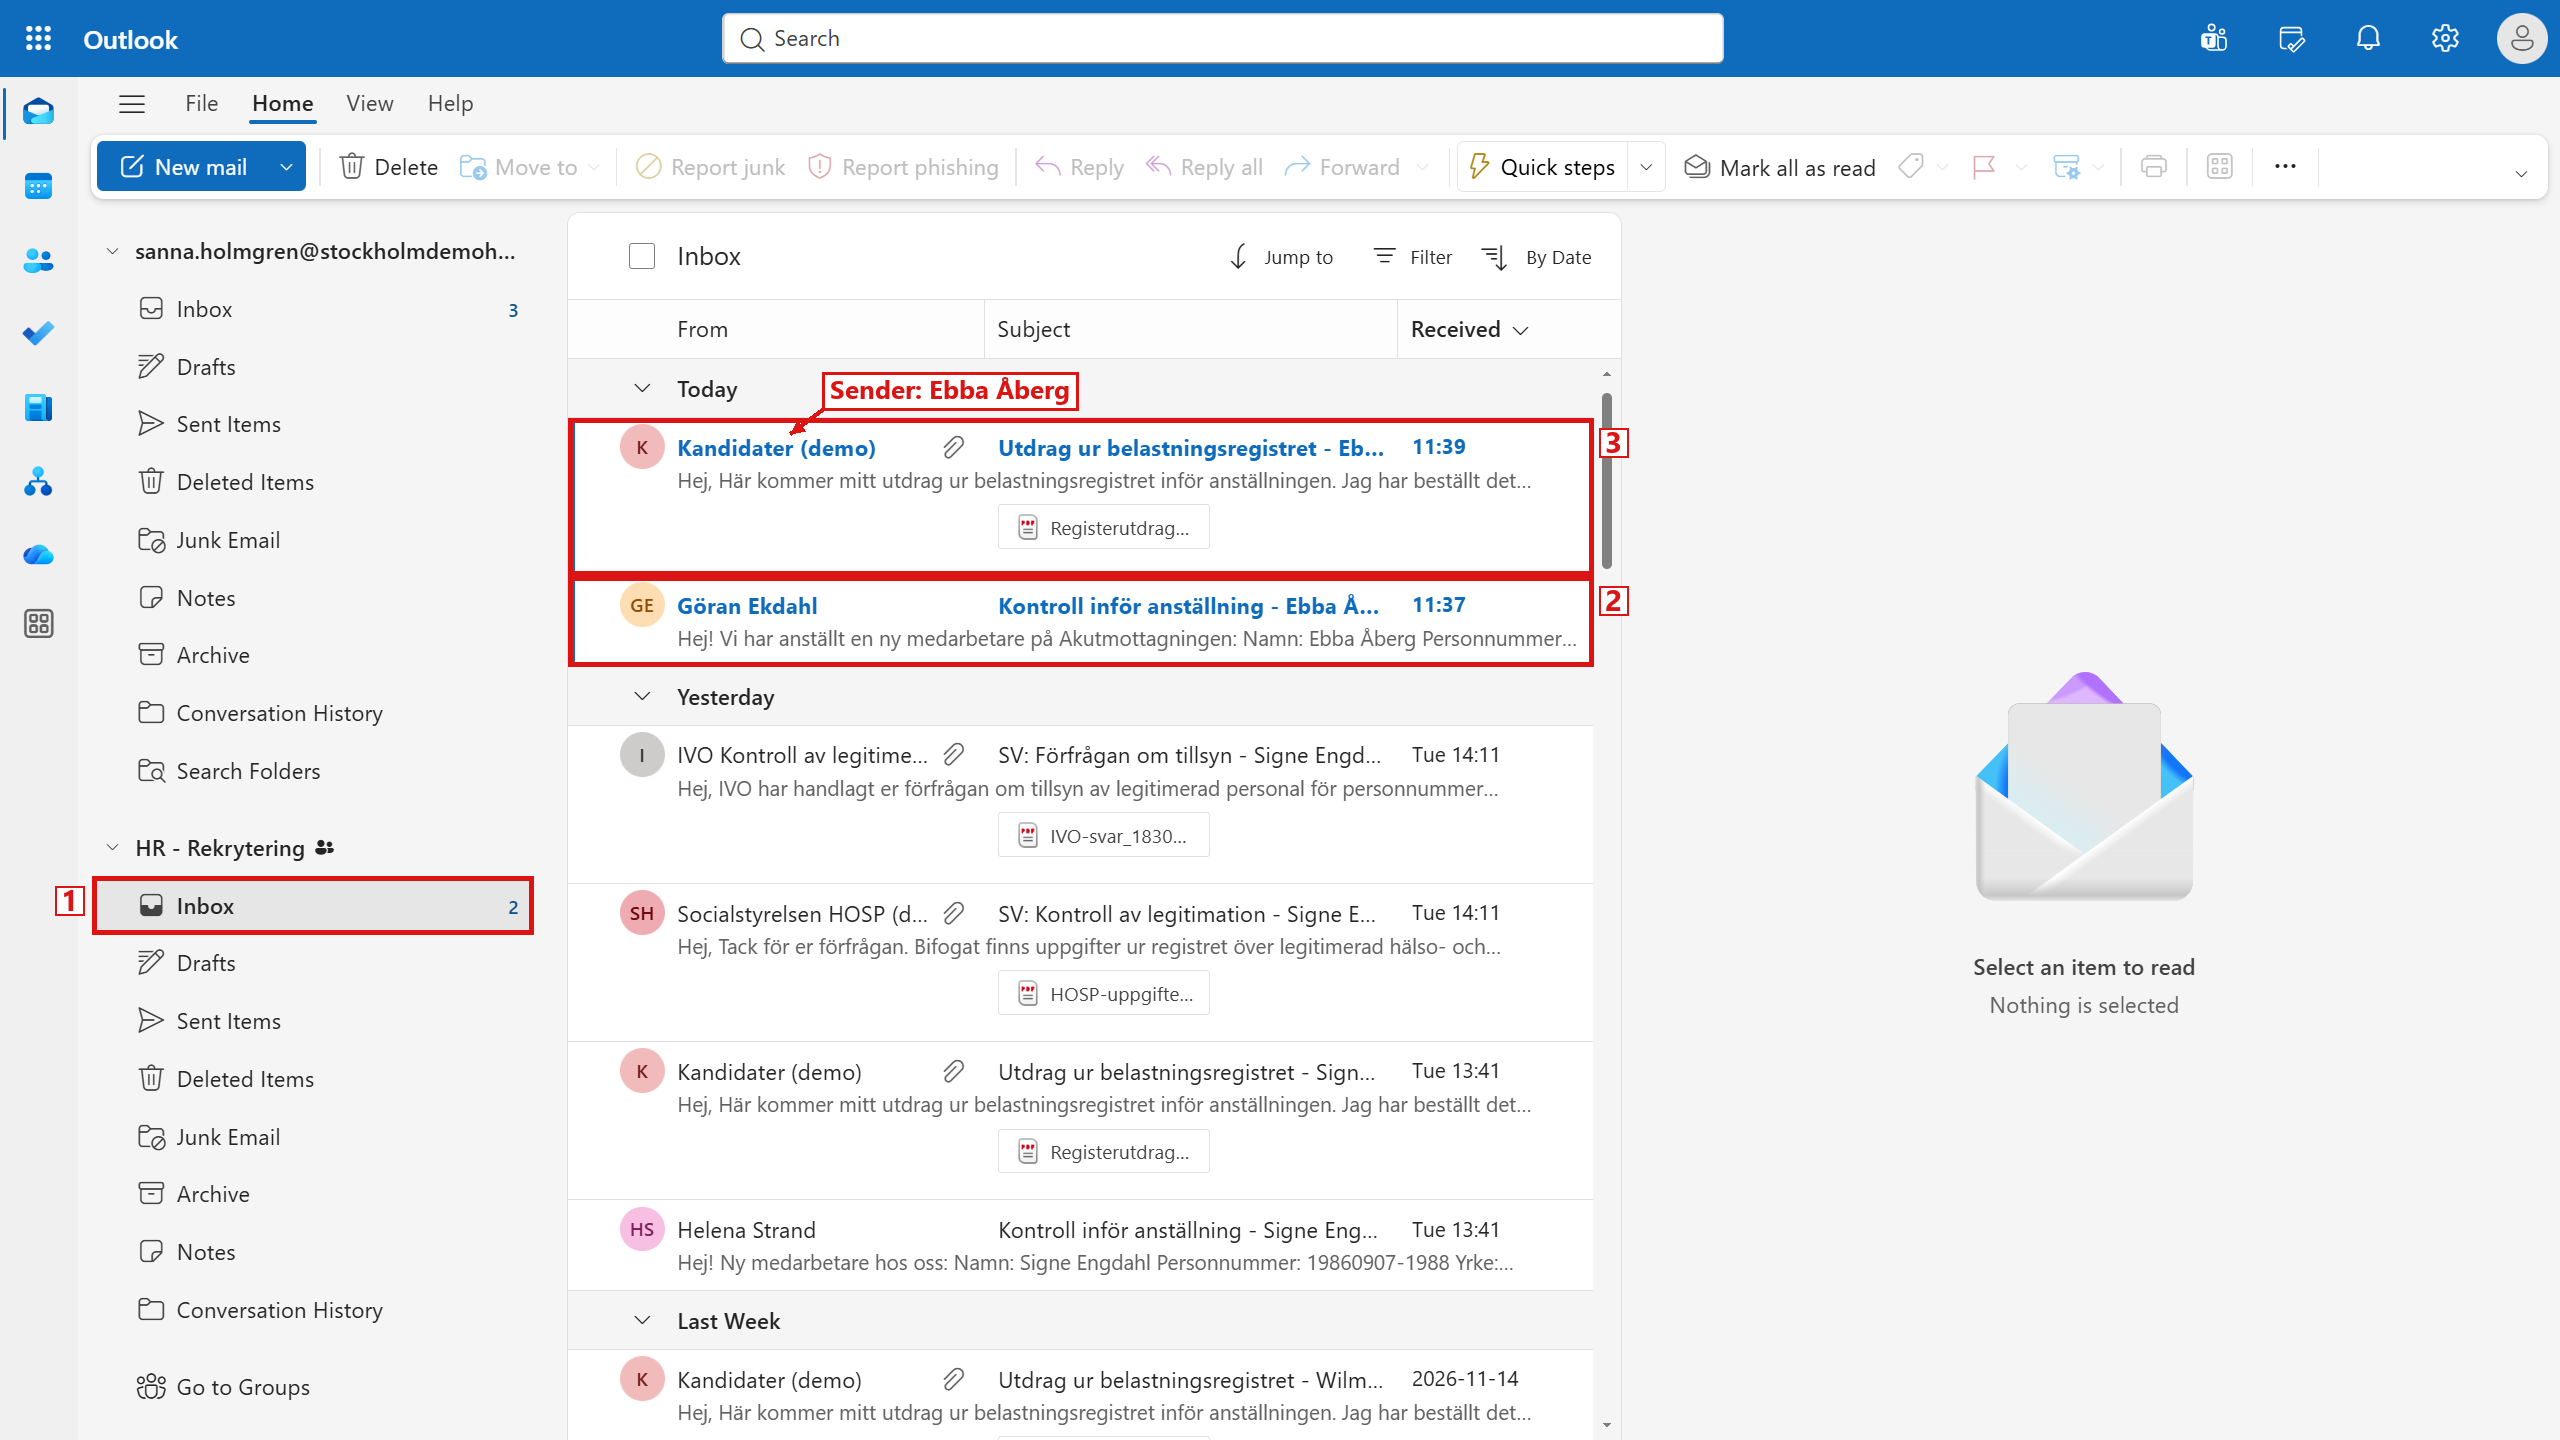 Outlook
Search
File Home View Help
New mail Delete Move to Report junk Report phishing Reply Reply all Forward Quick steps Mark all as read
sanna.holmgren@stockholmdemoh...
Inbox 3
Drafts
Sent Items
Deleted Items
Junk Email
Notes
Archive
Conversation History
Search Folders
HR - Rekrytering
1
Inbox 2
Drafts
Sent Items
Deleted Items
Junk Email
Archive
Notes
Conversation History
Go to Groups
Inbox Jump to Filter By Date
From Subject Received
Today
Sender: Ebba Åberg
3
K Kandidater (demo) Utdrag ur belastningsregistret - Eb... 11:39
Hej, Här kommer mitt utdrag ur belastningsregistret inför anställningen. Jag har beställt det...
PDF Registerutdrag...
2
GE Göran Ekdahl Kontroll inför anställning - Ebba Å... 11:37
Hej! Vi har anställt en ny medarbetare på Akutmottagningen: Namn: Ebba Åberg Personnummer...
Yesterday
I IVO Kontroll av legitime... SV: Förfrågan om tillsyn - Signe Engd... Tue 14:11
Hej, IVO har handlagt er förfrågan om tillsyn av legitimerad personal för personnummer...
PDF IVO-svar_1830...
SH Socialstyrelsen HOSP (d... SV: Kontroll av legitimation - Signe E... Tue 14:11
Hej, Tack för er förfrågan. Bifogat finns uppgifter ur registret över legitimerad hälso- och...
PDF HOSP-uppgifte...
K Kandidater (demo) Utdrag ur belastningsregistret - Sign... Tue 13:41
Hej, Här kommer mitt utdrag ur belastningsregistret inför anställningen. Jag har beställt det...
PDF Registerutdrag...
HS Helena Strand Kontroll inför anställning - Signe Eng... Tue 13:41
Hej! Ny medarbetare hos oss: Namn: Signe Engdahl Personnummer: 19860907-1988 Yrke:...
Last Week
K Kandidater (demo) Utdrag ur belastningsregistret - Wilm... 2026-11-14
Hej, Här kommer mitt utdrag ur belastningsregistret inför anställningen. Jag har beställt det...
Select an item to read
Nothing is selected